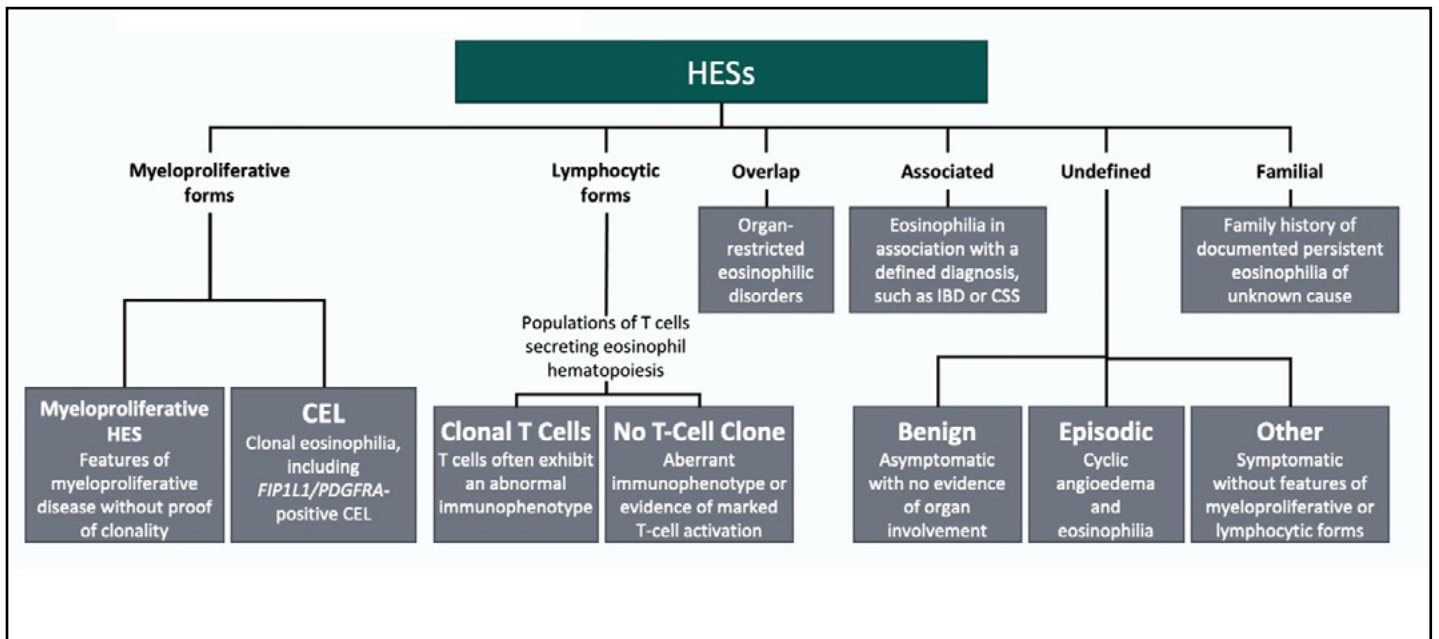 HESs
Myeloproliferative
forms
Lymphocytic
forms
Overlap
Associated
Undefined
Familial
Organ-
restricted
eosinophilic
disorders
Eosinophilia in
association with a
defined diagnosis,
such as IBD or CSS
Family history of
documented persistent
eosinophilia of
unknown cause
Populations of T cells
secreting eosinophil
hematopoiesis
Myeloproliferative
HES
Features of
myeloproliferative
disease without proof
of clonality
CEL
Clonal eosinophilia,
including
FIP1L1/PDGFRA-
positive CEL
Clonal T Cells
T cells often exhibit
an abnormal
immunophenotype
No T-Cell Clone
Aberrant
immunophenotype or
evidence of marked
T-cell activation
Benign
Asymptomatic
with no evidence
of organ
involvement
Episodic
Cyclic
angioedema
and
eosinophilia
Other
Symptomatic
without features of
myeloproliferative or
lymphocytic forms